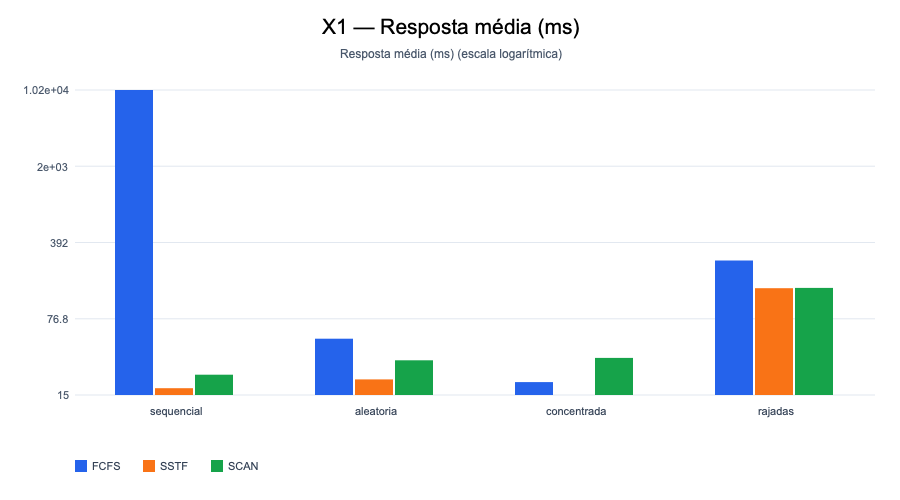 X1 — Resposta média (ms)
Resposta média (ms) (escala logarítmica)
1.02e+04
2e+03
392
76.8
15
sequencial aleatoria concentrada rajadas
FCFS SSTF SCAN